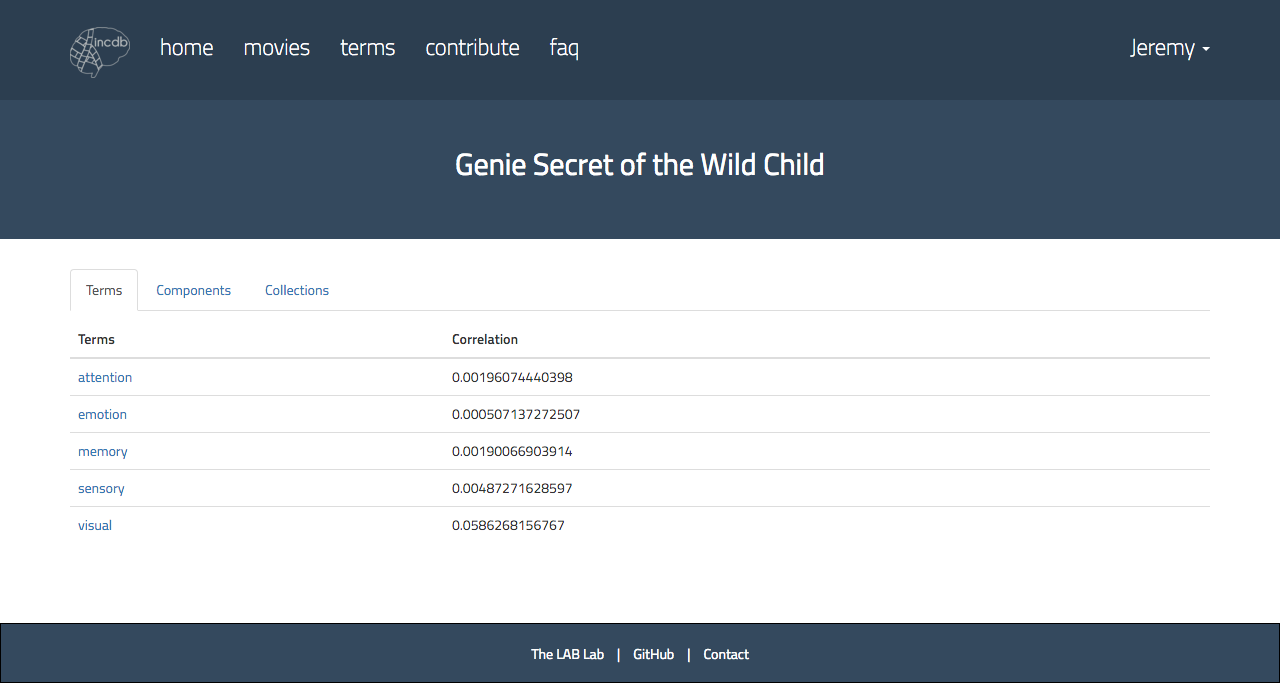 incdb home movies terms contribute faq Jeremy
Genie Secret of the Wild Child
Terms Components Collections
Terms Correlation
attention 0.00196074440398
emotion 0.000507137272507
memory 0.00190066903914
sensory 0.00487271628597
visual 0.0586268156767
The LAB Lab | GitHub | Contact